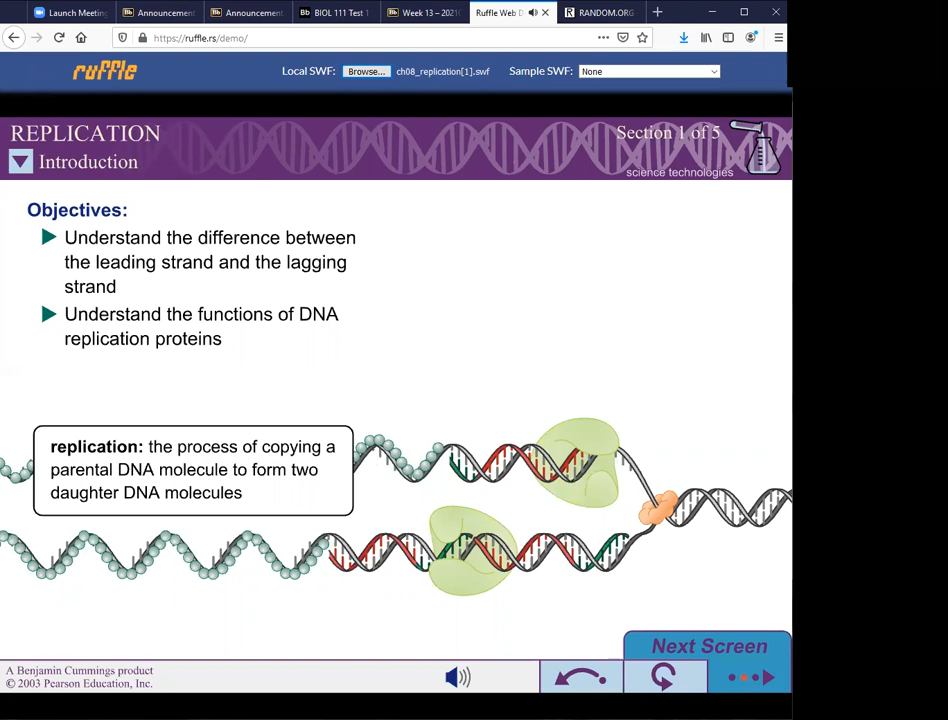 Launch Meeting
Announcement
Announcement
BIOL 111 Test 1
Week 13 – 2021
Ruffle Web D
RANDOM.ORG
https://ruffle.rs/demo/
ruffle
Local SWF: Browse... ch08_replication[1].swf Sample SWF: None
REPLICATION
Section 1 of 5
Introduction
science technologies
Objectives:
Understand the difference between
the leading strand and the lagging
strand
Understand the functions of DNA
replication proteins
replication: the process of copying a
parental DNA molecule to form two
daughter DNA molecules
Next Screen
A Benjamin Cummings product
© 2003 Pearson Education, Inc.